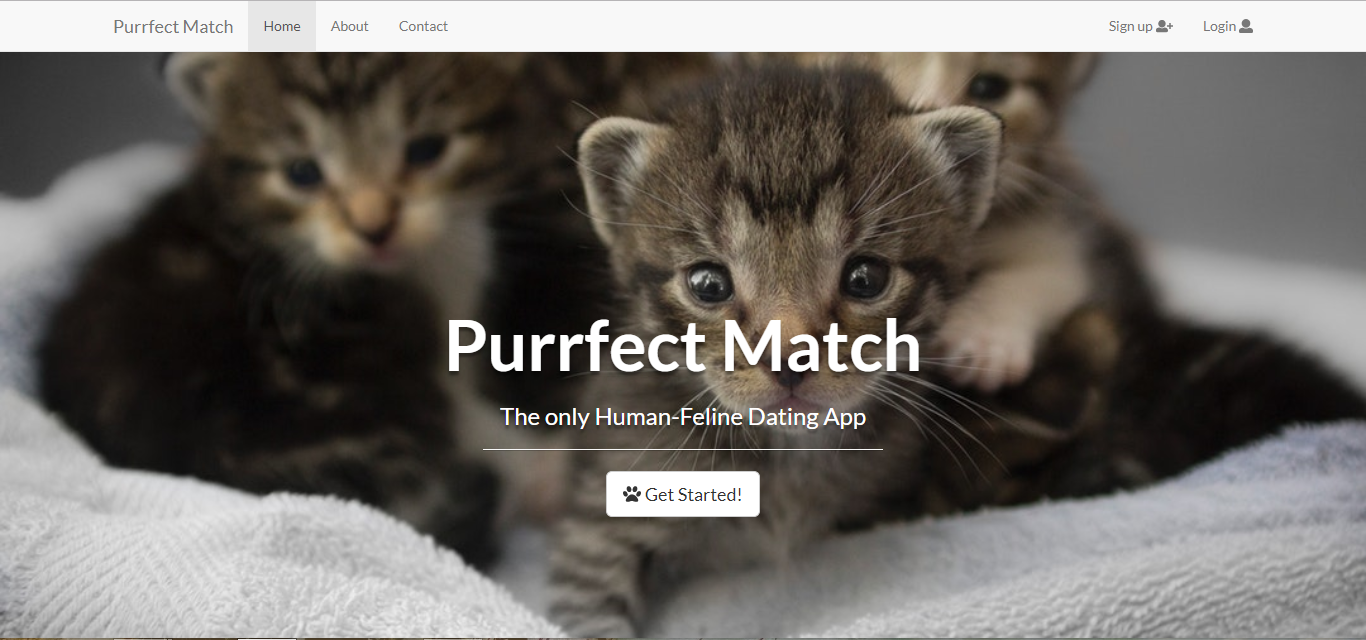 Purrfect Match Home About Contact Sign up Login
Purrfect Match
The only Human-Feline Dating App
Get Started!